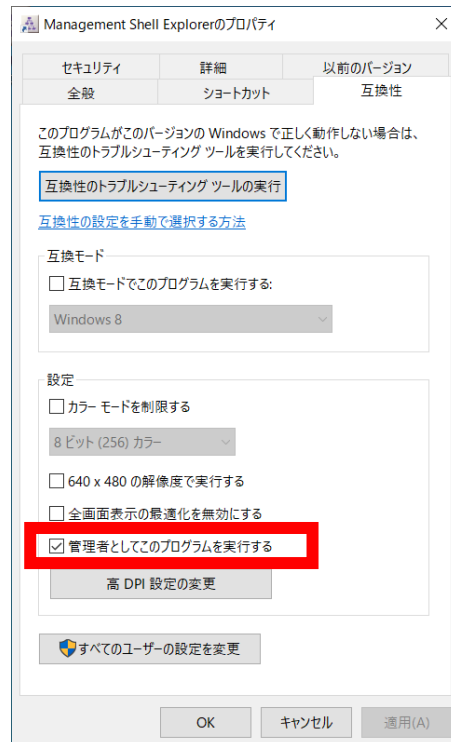 Management Shell Explorerのプロパティ
セキュリティ
詳細
以前のバージョン
全般
ショートカット
互換性
このプログラムがこのバージョンの Windows で正しく動作しない場合は、
互換性のトラブルシューティング ツールを実行してください。
互換性のトラブルシューティング ツールの実行
互換性の設定を手動で選択する方法
互換モード
互換モードでこのプログラムを実行する:
Windows 8
設定
カラー モードを制限する
8 ビット (256) カラー
640 x 480 の解像度で実行する
全画面表示の最適化を無効にする
管理者としてこのプログラムを実行する
高 DPI 設定の変更
すべてのユーザーの設定を変更
OK
キャンセル
適用(A)